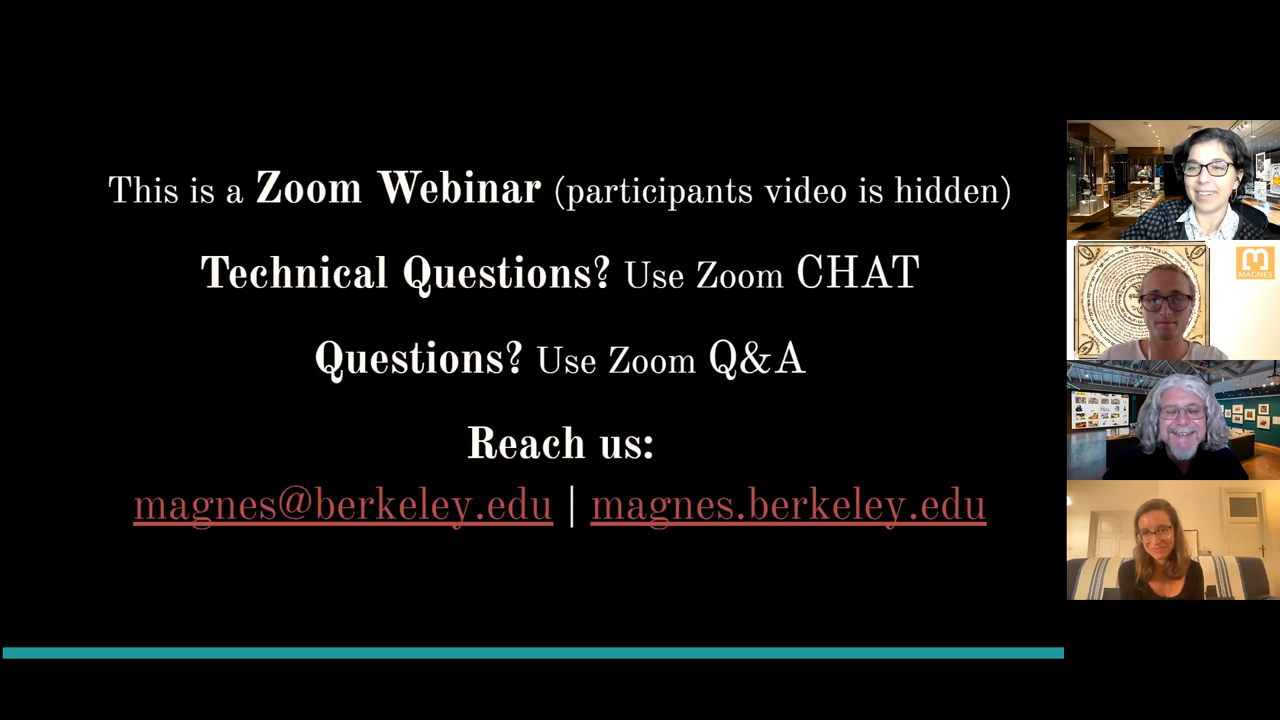 This is a Zoom Webinar (participants video is hidden)
Technical Questions? Use Zoom CHAT
Questions? Use Zoom Q&A
Reach us:
magnes@berkeley.edu | magnes.berkeley.edu
MAGNES